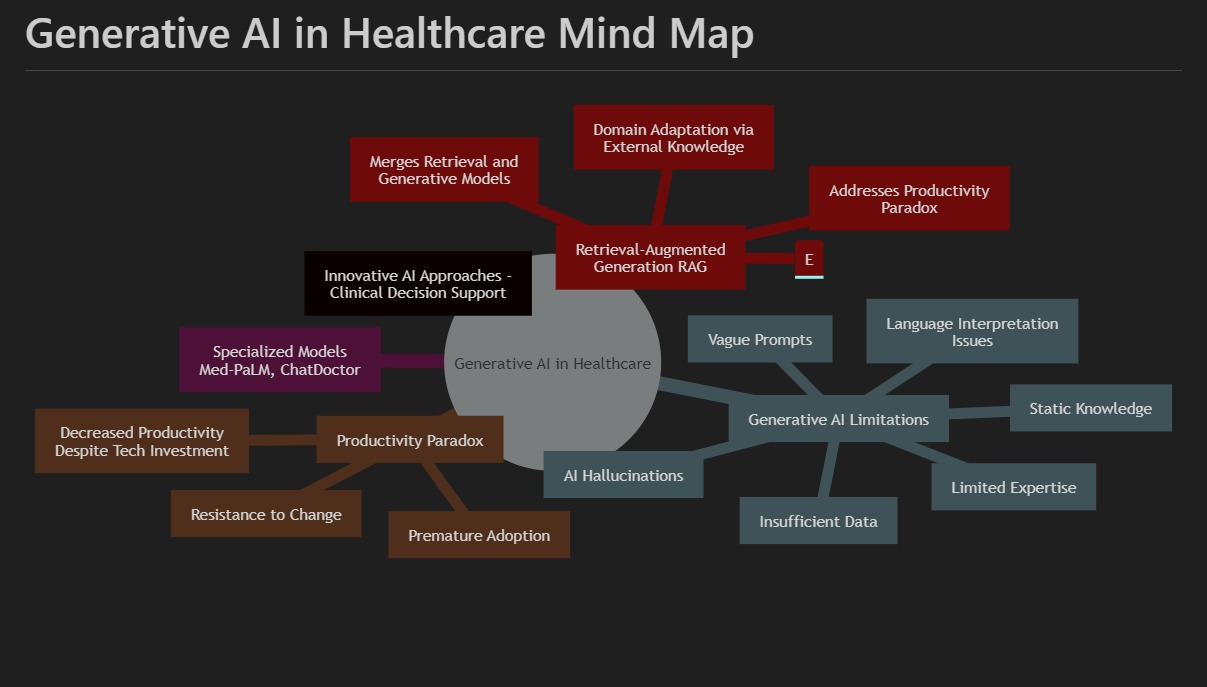 Generative AI in Healthcare Mind Map
Domain Adaptation via
External Knowledge
Merges Retrieval and
Generative Models
Addresses Productivity
Paradox
Retrieval-Augmented
Generation RAG
E
Innovative AI Approaches -
Clinical Decision Support
Specialized Models
Med-PaLM, ChatDoctor
Generative AI in Healthcare
Vague Prompts
Language Interpretation
Issues
Static Knowledge
Generative AI Limitations
Limited Expertise
Insufficient Data
AI Hallucinations
Productivity Paradox
Decreased Productivity
Despite Tech Investment
Resistance to Change
Premature Adoption